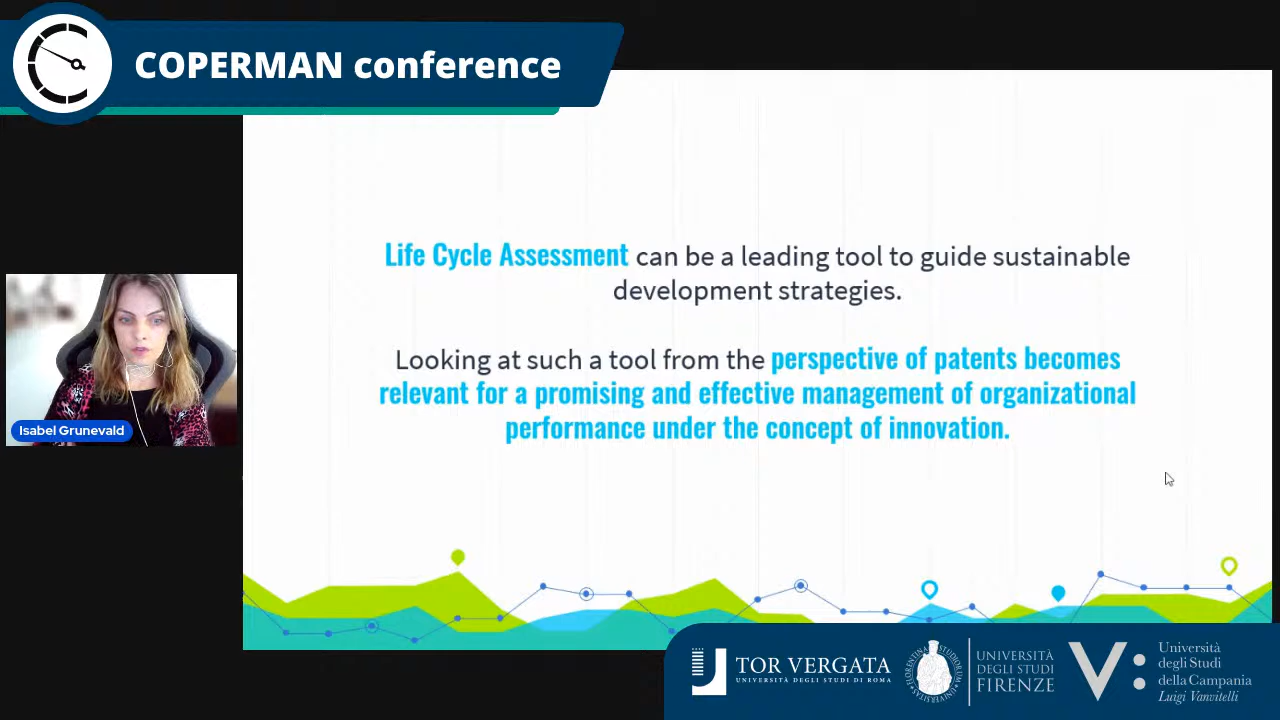 COPERMAN conference
Life Cycle Assessment can be a leading tool to guide sustainable
development strategies.
Looking at such a tool from the perspective of patents becomes
relevant for a promising and effective management of organizational
performance under the concept of innovation.
Isabel Grunevald
TOR VERGATA
UNIVERSITÀ DEGLI STUDI DI ROMA
FLORENTINA STUDIORUM UNIVERSITAS
UNIVERSITÀ
DEGLI STUDI
FIRENZE
V:
Università
degli Studi
della Campania
Luigi Vanvitelli